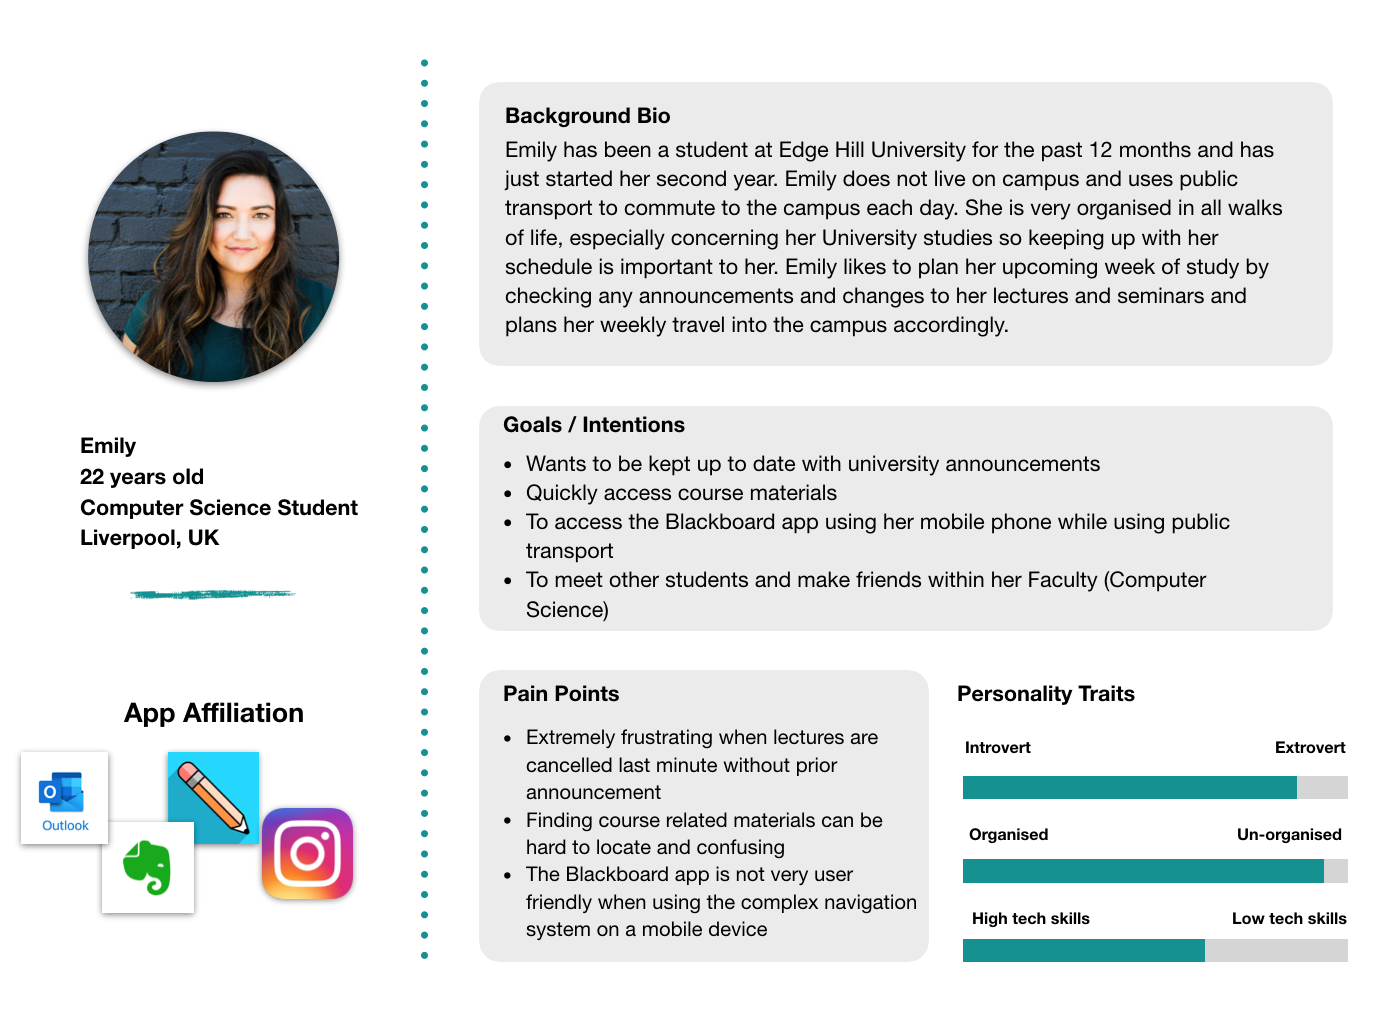 Emily
22 years old
Computer Science Student
Liverpool, UK
App Affiliation
Outlook
Background Bio
Emily has been a student at Edge Hill University for the past 12 months and has
just started her second year. Emily does not live on campus and uses public
transport to commute to the campus each day. She is very organised in all walks
of life, especially concerning her University studies so keeping up with her
schedule is important to her. Emily likes to plan her upcoming week of study by
checking any announcements and changes to her lectures and seminars and
plans her weekly travel into the campus accordingly.
Goals / Intentions
• Wants to be kept up to date with university announcements
• Quickly access course materials
• To access the Blackboard app using her mobile phone while using public
transport
• To meet other students and make friends within her Faculty (Computer
Science)
Pain Points
• Extremely frustrating when lectures are
cancelled last minute without prior
announcement
• Finding course related materials can be
hard to locate and confusing
• The Blackboard app is not very user
friendly when using the complex navigation
system on a mobile device
Personality Traits
Introvert Extrovert
Organised Un-organised
High tech skills Low tech skills